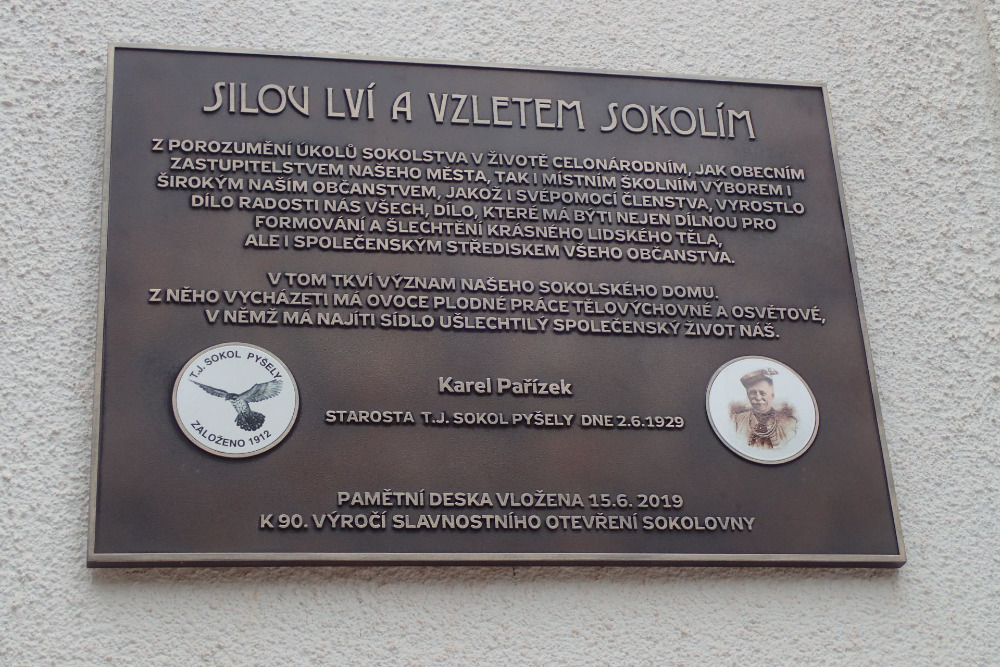 SILOU LVÍ A VZLETEM SOKOLÍM
Z POROZUMĚNÍ ÚKOLŮ SOKOLSTVA V ŽIVOTĚ CELONÁRODNÍM, JAK OBECNÍM
ZASTUPITELSTVEM NAŠEHO MĚSTA, TAK I MÍSTNÍM ŠKOLNÍM VÝBOREM I
ŠIROKÝM NAŠÍM OBČANSTVEM, JAKOŽ I SVÉPOMOCÍ ČLENSTVA, VYROSTLO
DÍLO RADOSTI NÁS VŠECH, DÍLO, KTERÉ MÁ BÝTI NEJEN DÍLNOU PRO
FORMOVÁNÍ A ŠLECHTĚNÍ KRÁSNÉHO LIDSKÉHO TĚLA,
ALE I SPOLEČENSKÝM STŘEDISKEM VŠEHO OBČANSTVA.
V TOM TKVÍ VÝZNAM NAŠEHO SOKOLSKÉHO DOMU.
Z NĚHO VYCHÁZETI MÁ OVOCE PLODNÉ PRÁCE TĚLOVÝCHOVNÉ A OSVĚTOVÉ,
V NĚMŽ MÁ NAJÍTI SÍDLO UŠLECHTILÝ SPOLEČENSKÝ ŽIVOT NÁŠ.
T.J. SOKOL PYŠELY
ZALOŽENO 1912
Karel Pařízek
STAROSTA T.J. SOKOL PYŠELY DNE 2.6.1929
PAMĚTNÍ DESKA VLOŽENA 15.6. 2019
K 90. VÝROČÍ SLAVNOSTNÍHO OTEVŘENÍ SOKOLOVNY